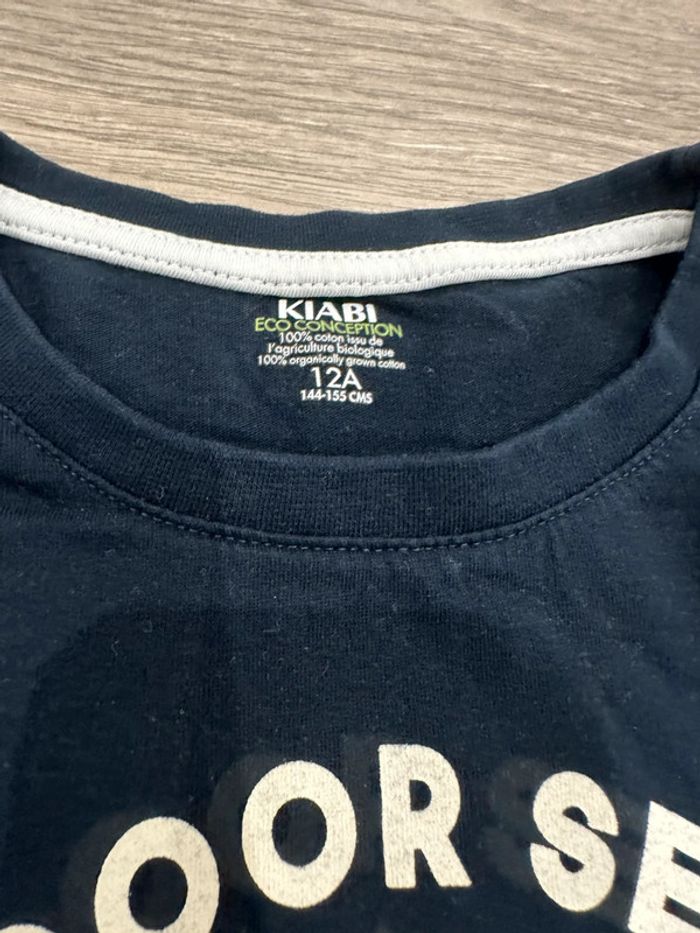 KIABI
ECO CONCEPTION
100% coton issu de
l'agriculture biologique
100% organically grown cotton
12A
144-155 CMS
OOR SE